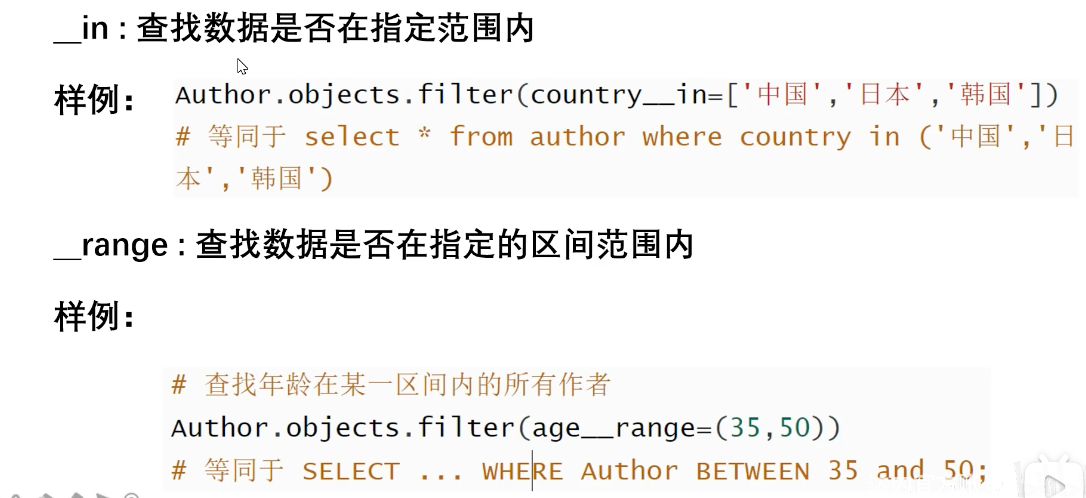 __in : 查找数据是否在指定范围内
样例： Author.objects.filter(country__in=['中国','日本','韩国'])
# 等同于 select * from author where country in ('中国','日
本','韩国')
__range : 查找数据是否在指定的区间范围内
样例：
# 查找年龄在某一区间内的所有作者
Author.objects.filter(age__range=(35,50))
# 等同于 SELECT ... WHERE Author BETWEEN 35 and 50;